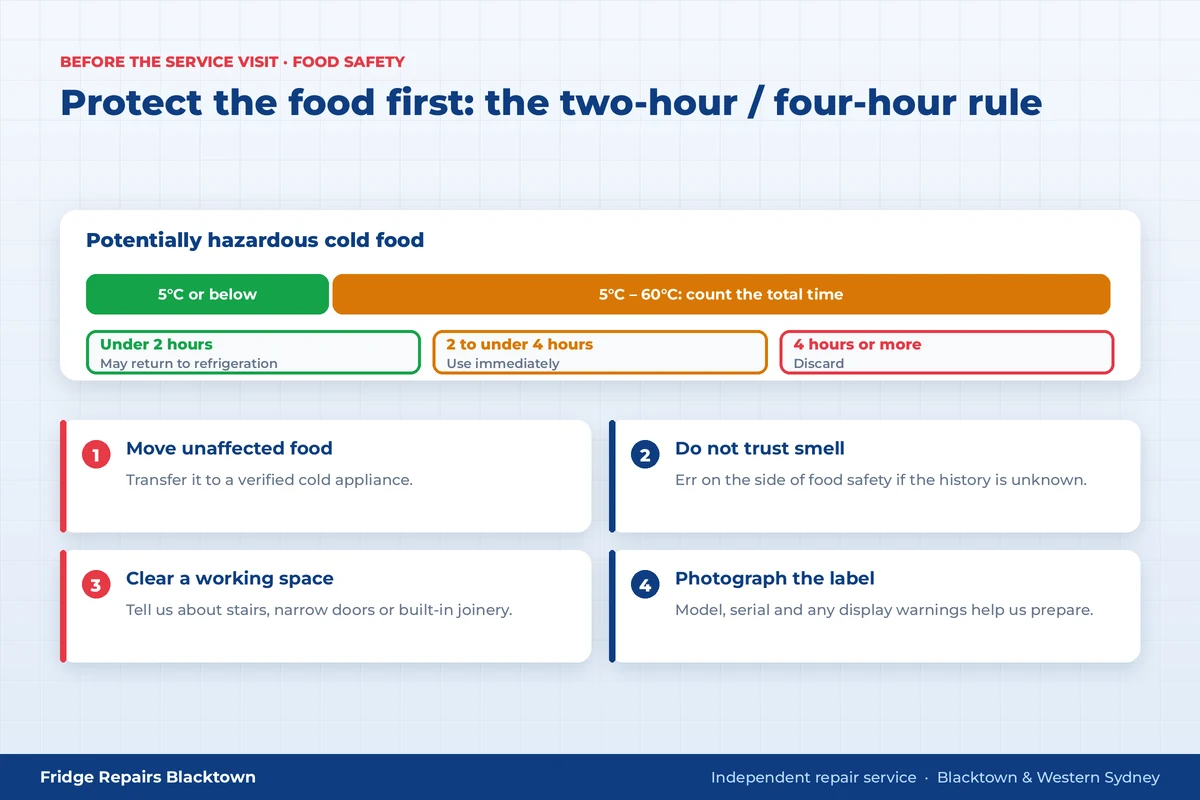 BEFORE THE SERVICE VISIT · FOOD SAFETY
Protect the food first: the two-hour / four-hour rule
Potentially hazardous cold food
5°C or below
5°C – 60°C: count the total time
Under 2 hours
May return to refrigeration
2 to under 4 hours
Use immediately
4 hours or more
Discard
1
Move unaffected food
Transfer it to a verified cold appliance.
2
Do not trust smell
Err on the side of food safety if the history is unknown.
3
Clear a working space
Tell us about stairs, narrow doors or built-in joinery.
4
Photograph the label
Model, serial and any display warnings help us prepare.
Fridge Repairs Blacktown
Independent repair service · Blacktown & Western Sydney